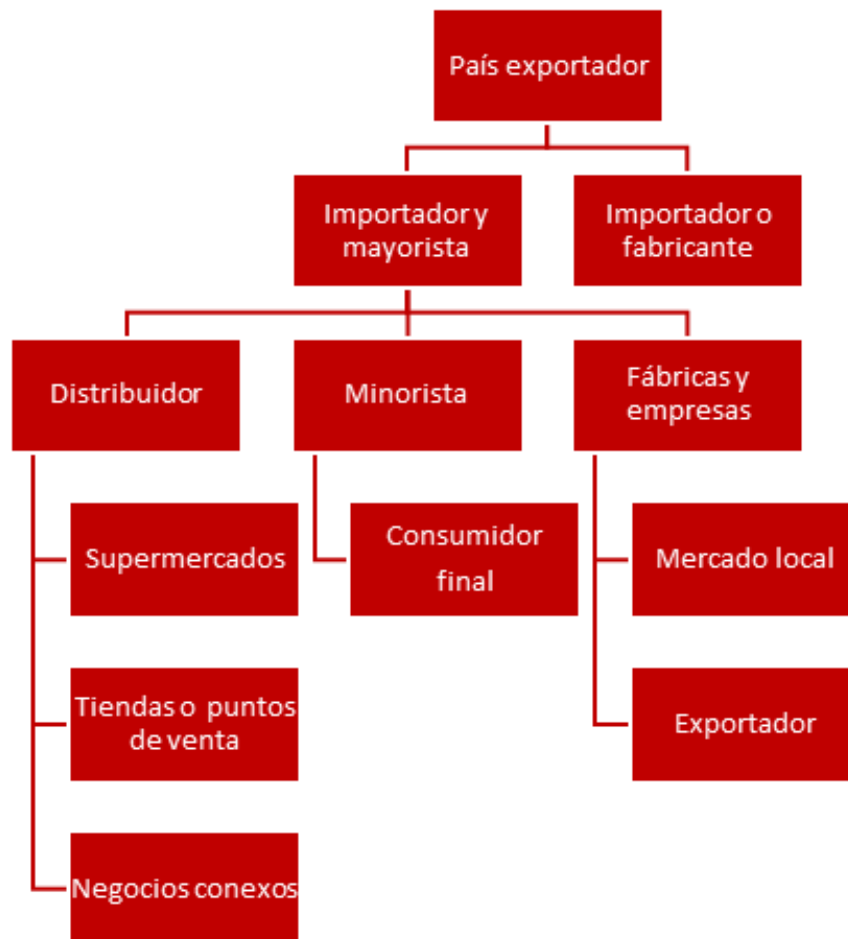 País exportador
Importador y
mayorista
Importador o
fabricante
Distribuidor
Minorista
Fábricas y
empresas
Supermercados
Consumidor
final
Mercado local
Tiendas o puntos
de venta
Exportador
Negocios conexos